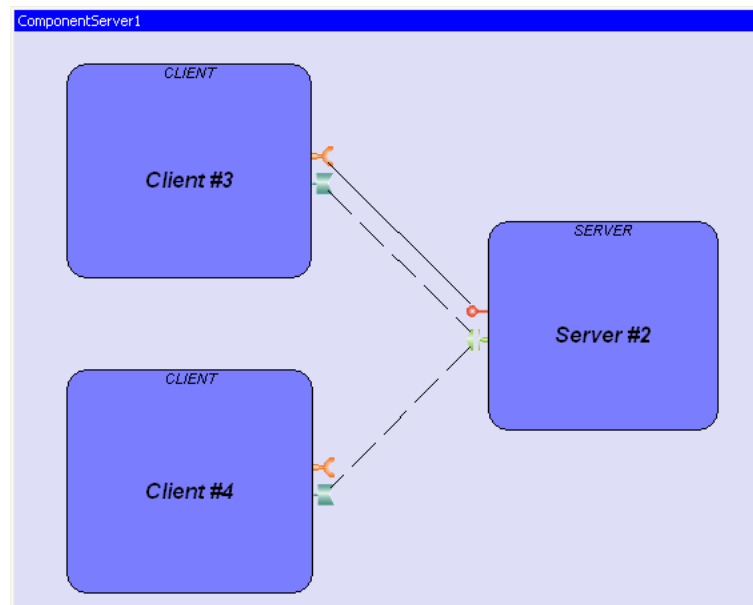 ComponentServer1
CLIENT
Client #3
SERVER
Server #2
CLIENT
Client #4